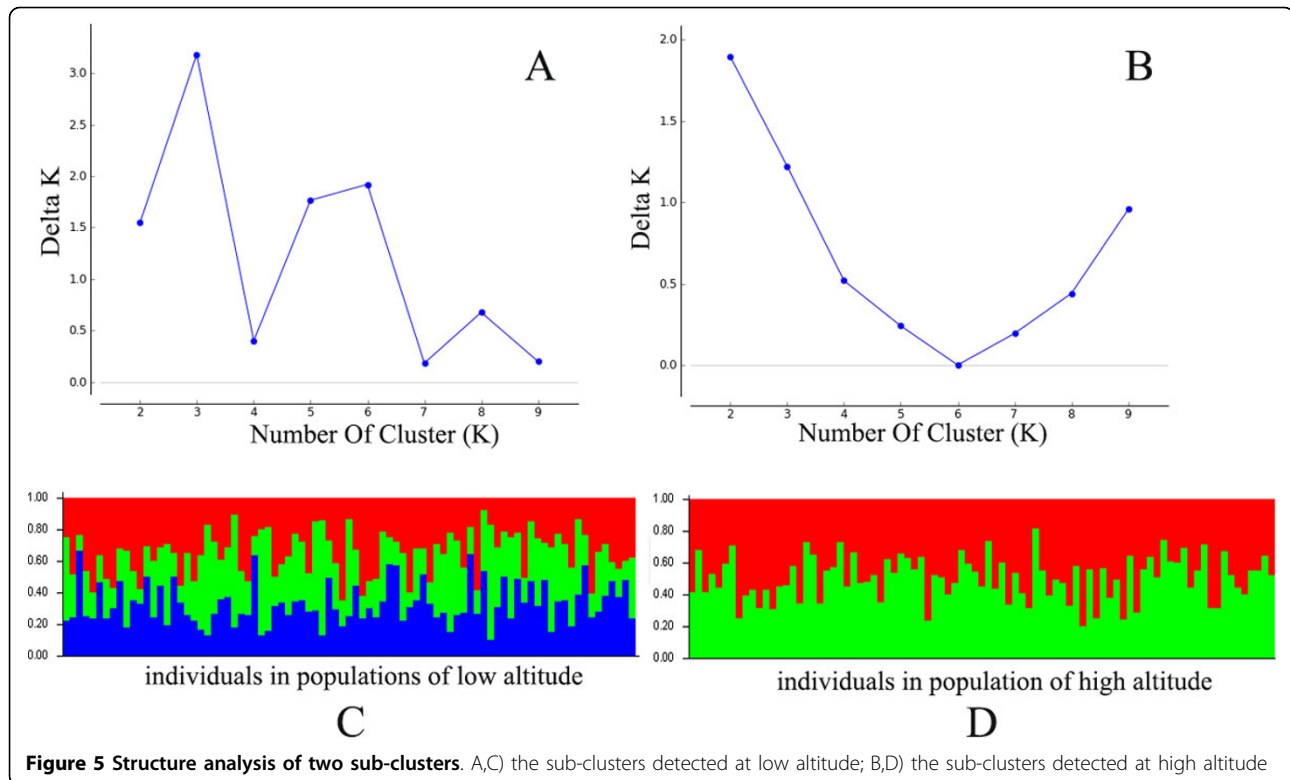 A
Delta K
3.0
2.5
2.0
1.5
1.0
0.5
0.0
2 3 4 5 6 7 8 9
Number Of Cluster (K)
B
Delta K
2.0
1.5
1.0
0.5
0.0
2 3 4 5 6 7 8 9
Number Of Cluster (K)
1.00
0.80
0.60
0.40
0.20
0.00
individuals in populations of low altitude
C
1.00
0.80
0.60
0.40
0.20
0.00
individuals in population of high altitude
D
Figure 5 Structure analysis of two sub-clusters. A,C) the sub-clusters detected at low altitude; B,D) the sub-clusters detected at high altitude